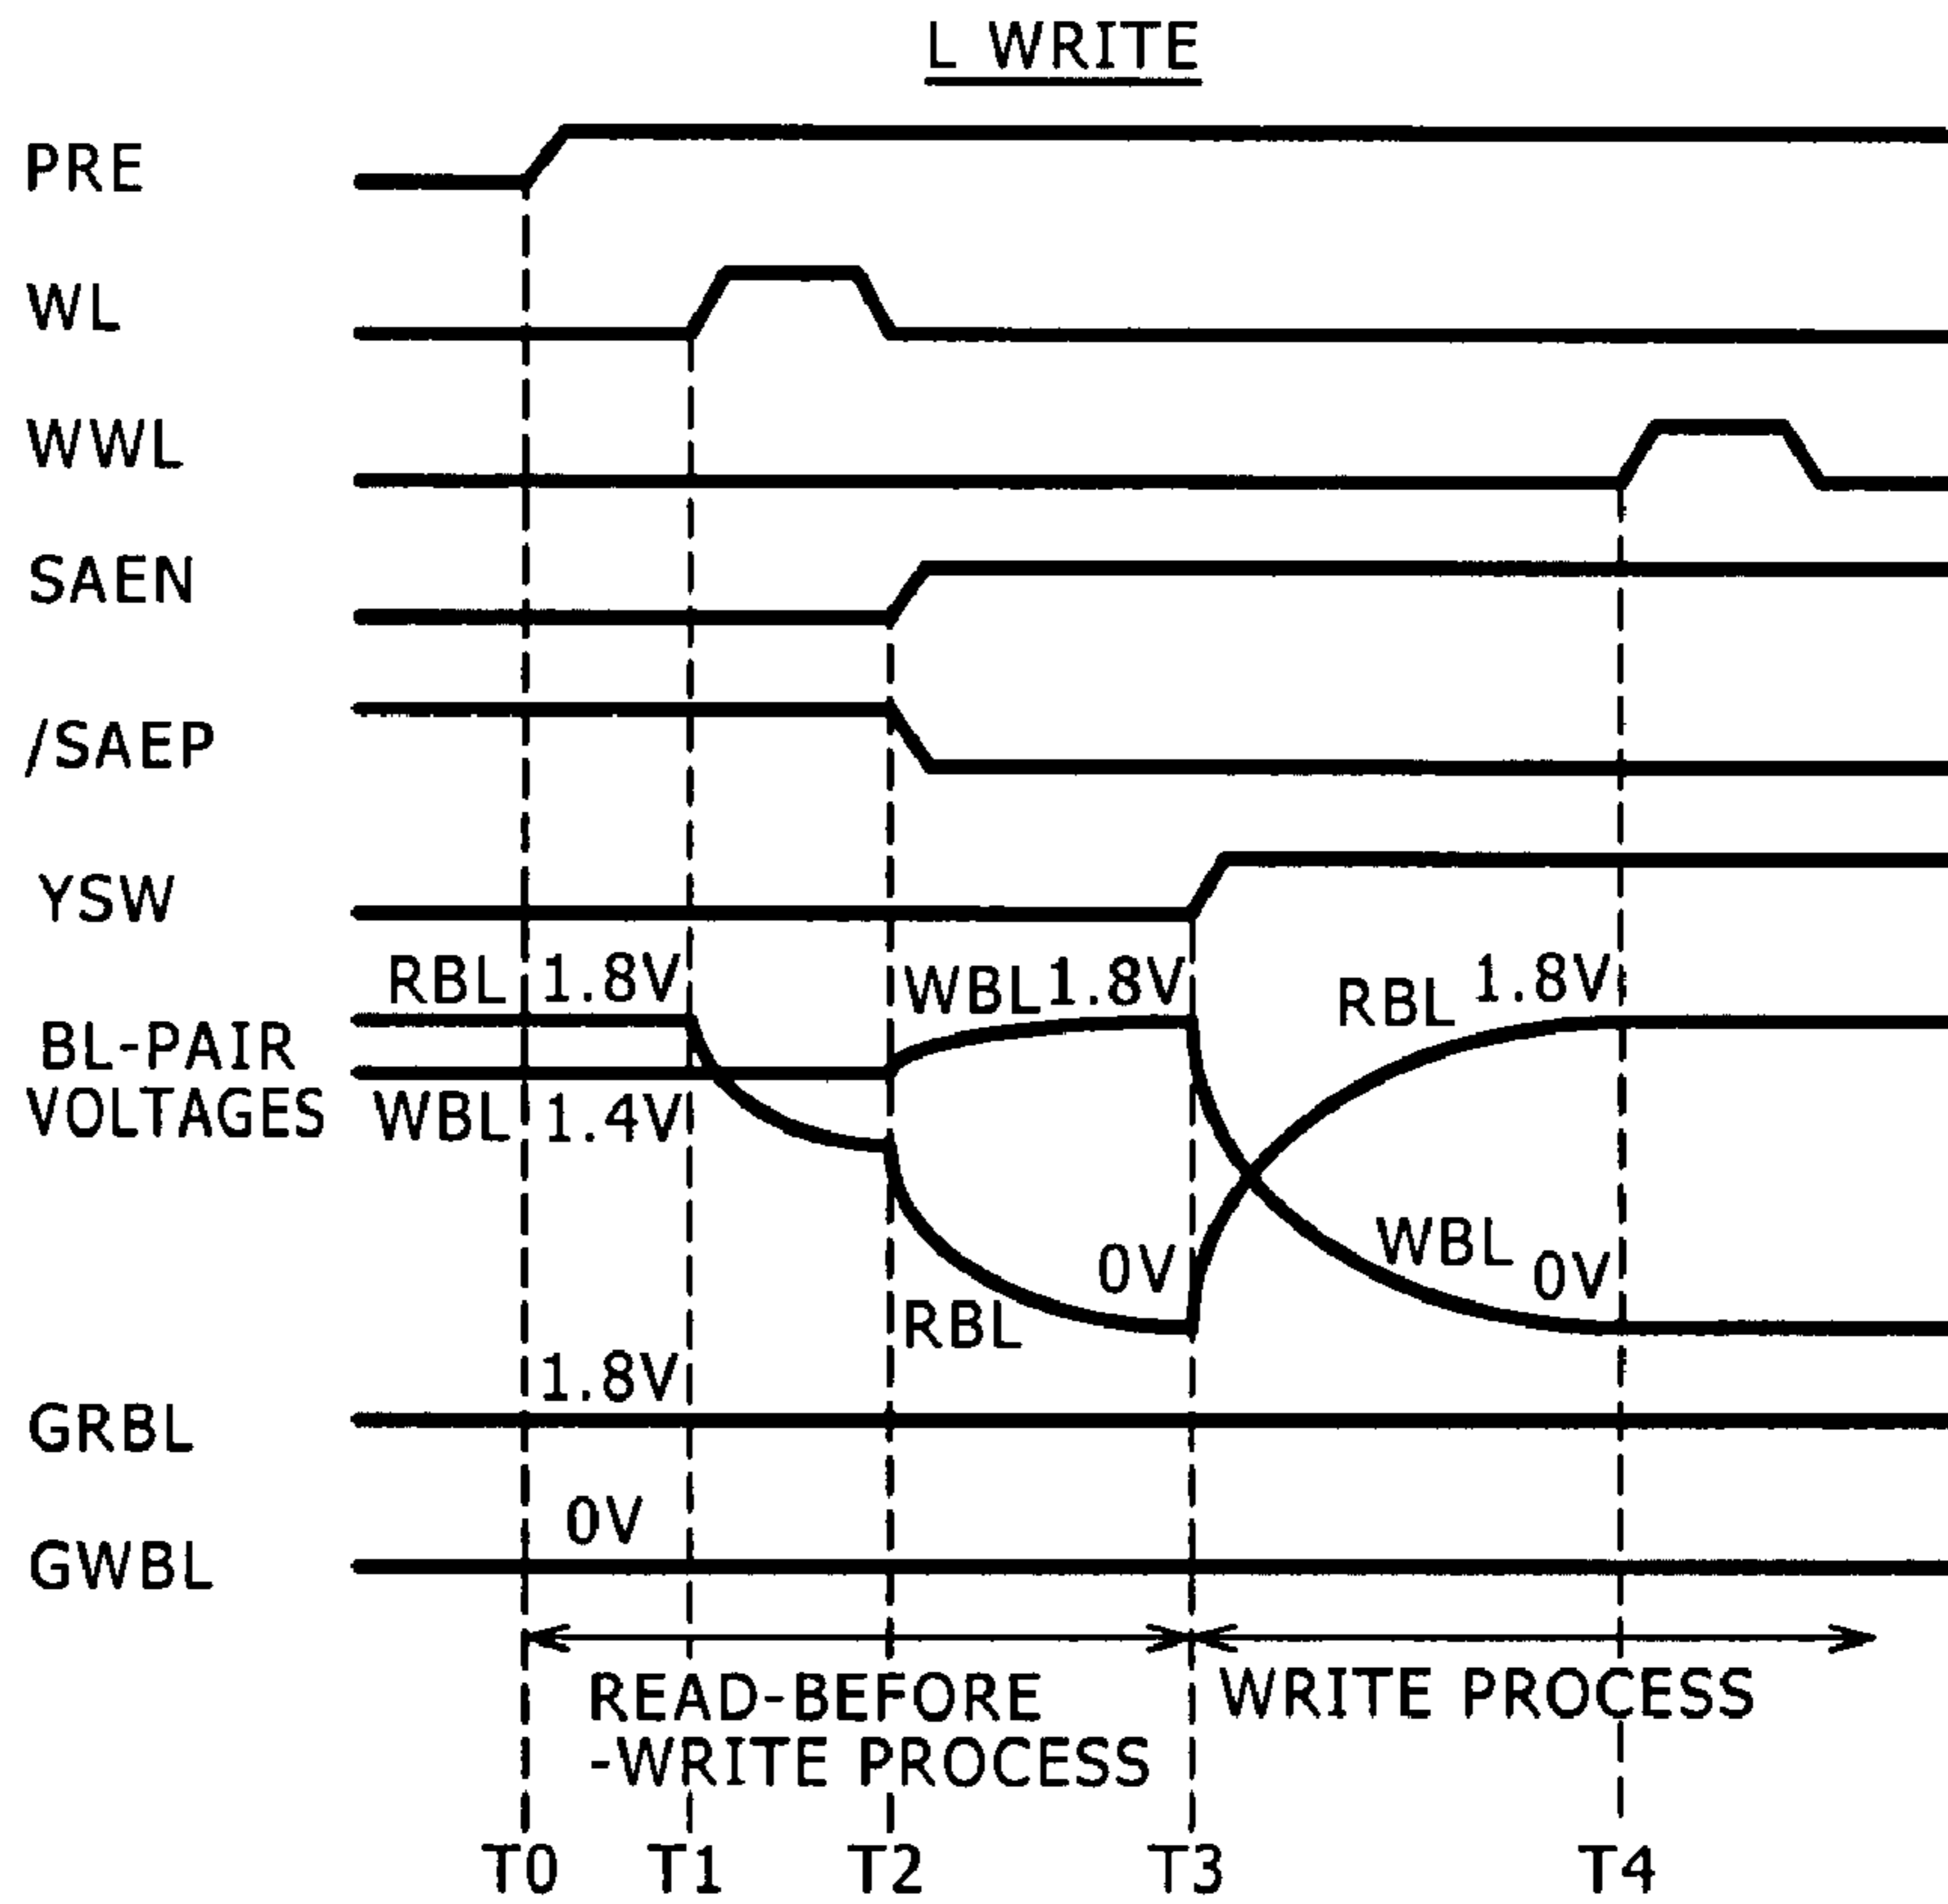 L WRITE
PRE
WL
WWL
SAEN
/SAEP
YSW
RBL 1.8V WBL 1.8V RBL 1.8V
BL-PAIR
VOLTAGES
WBL 1.4V
WBL 0V
0V
RBL
1.8V
GRBL
0V
GWBL
READ-BEFORE
-WRITE PROCESS
WRITE PROCESS
T0 T1 T2 T3 T4